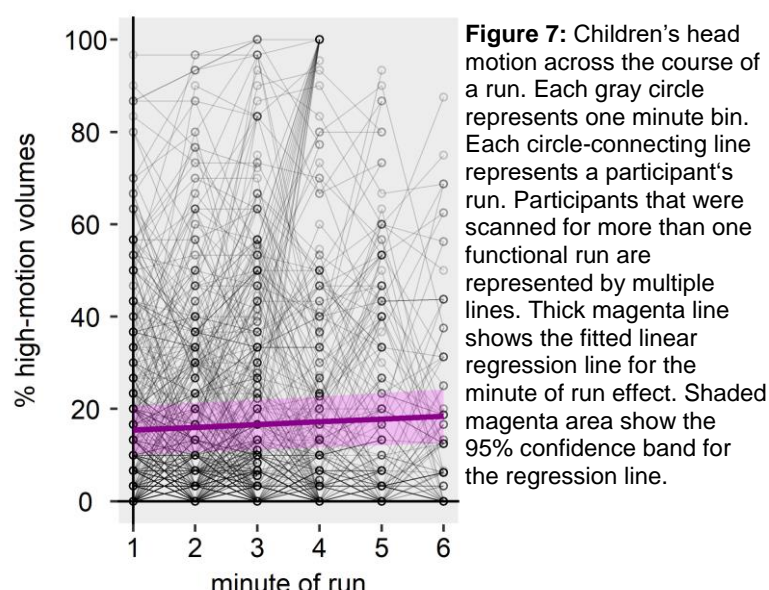 100
80
60
40
20
0
% high-motion volumes
1 2 3 4 5 6
minute of run
Figure 7: Children's head
motion across the course of
a run. Each gray circle
represents one minute bin.
Each circle-connecting line
represents a participant‘s
run. Participants that were
scanned for more than one
functional run are
represented by multiple
lines. Thick magenta line
shows the fitted linear
regression line for the
minute of run effect. Shaded
magenta area show the
95% confidence band for
the regression line.